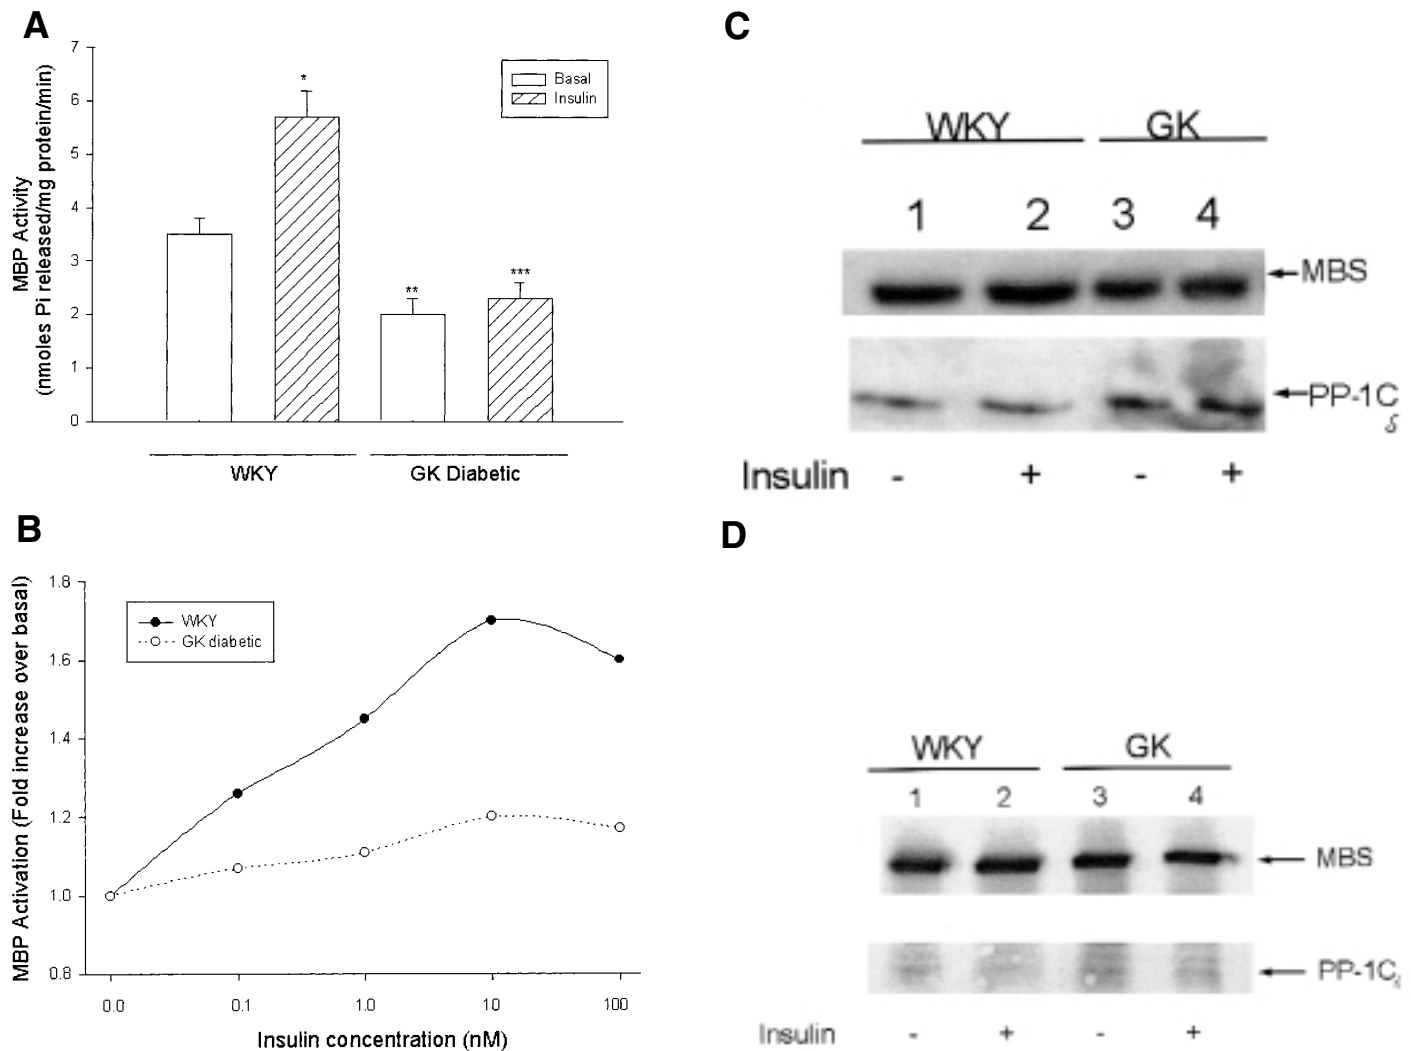 A
MBP Activity
(nmoles Pi released/mg protein/min)
7
6
5
4
3
2
1
0
*
**
***
Basal
Insulin
WKY
GK Diabetic
B
MBP Activation (Fold increase over basal)
1.8
1.6
1.4
1.2
1.0
0.8
WKY
GK diabetic
0.0
0.1
1.0
10
100
Insulin concentration (nM)
C
WKY
GK
1
2
3
4
MBS
PP-1C
δ
Insulin
-
+
-
+
D
WKY
GK
1
2
3
4
MBS
PP-1C
Insulin
-
+
-
+